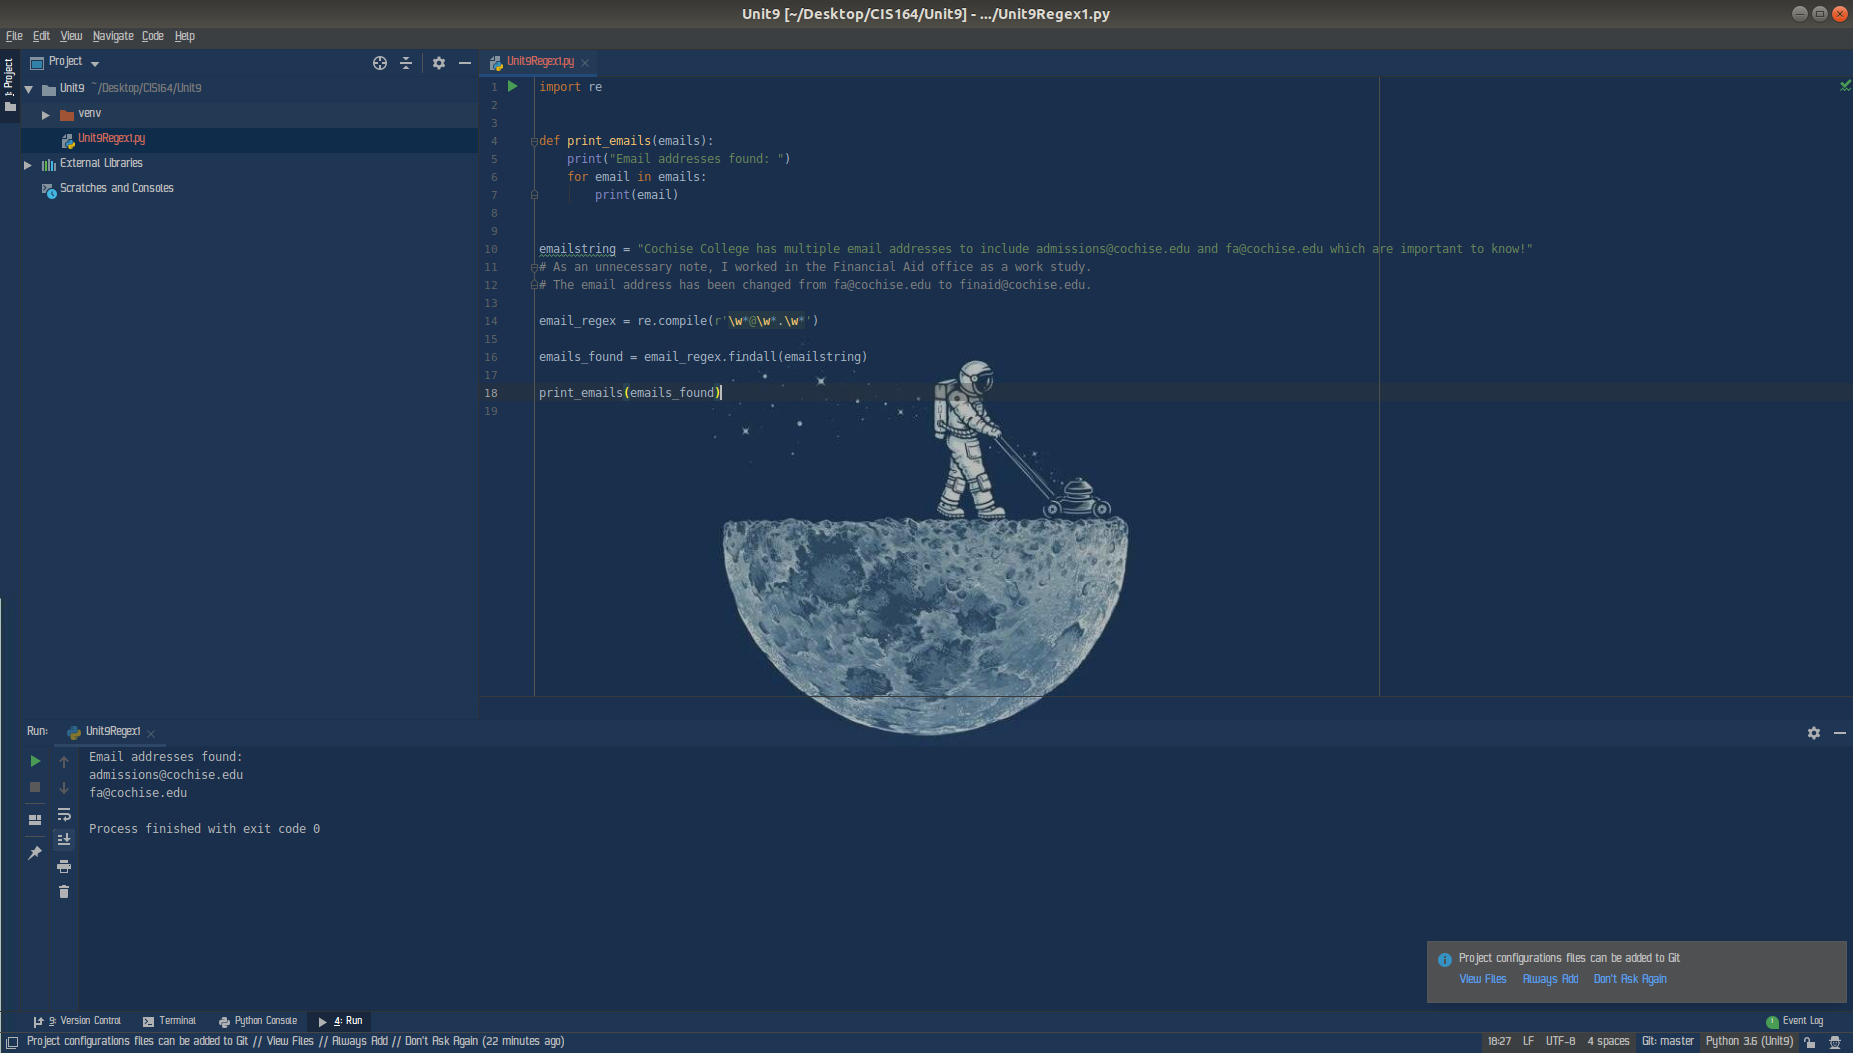 Unit9 [~/Desktop/CIS164/Unit9] - .../Unit9Regex1.py
File Edit View Navigate Code Help
1: Project
Project
Unit9 ~/Desktop/CIS164/Unit9
venv
Unit9Regex1.py
External Libraries
Scratches and Consoles
Unit9Regex1.py
1 import re
2
3
4 def print_emails(emails):
5     print("Email addresses found: ")
6     for email in emails:
7         print(email)
8
9
10 emailstring = "Cochise College has multiple email addresses to include admissions@cochise.edu and fa@cochise.edu which are important to know!"
11 # As an unnecessary note, I worked in the Financial Aid office as a work study.
12 # The email address has been changed from fa@cochise.edu to finaid@cochise.edu.
13
14 email_regex = re.compile(r'\w*@\w*.\w*')
15
16 emails_found = email_regex.findall(emailstring)
17
18 print_emails(emails_found)
19
Run: Unit9Regex1
Email addresses found:
admissions@cochise.edu
fa@cochise.edu
Process finished with exit code 0
Project configurations files can be added to Git
View Files Always Add Don't Ask Again
9: Version Control Terminal Python Console 4: Run Event Log
Project configurations files can be added to Git // View Files // Always Add // Don't Ask Again (22 minutes ago) 18:27 LF UTF-8 4 spaces Git: master Python 3.6 (Unit9)